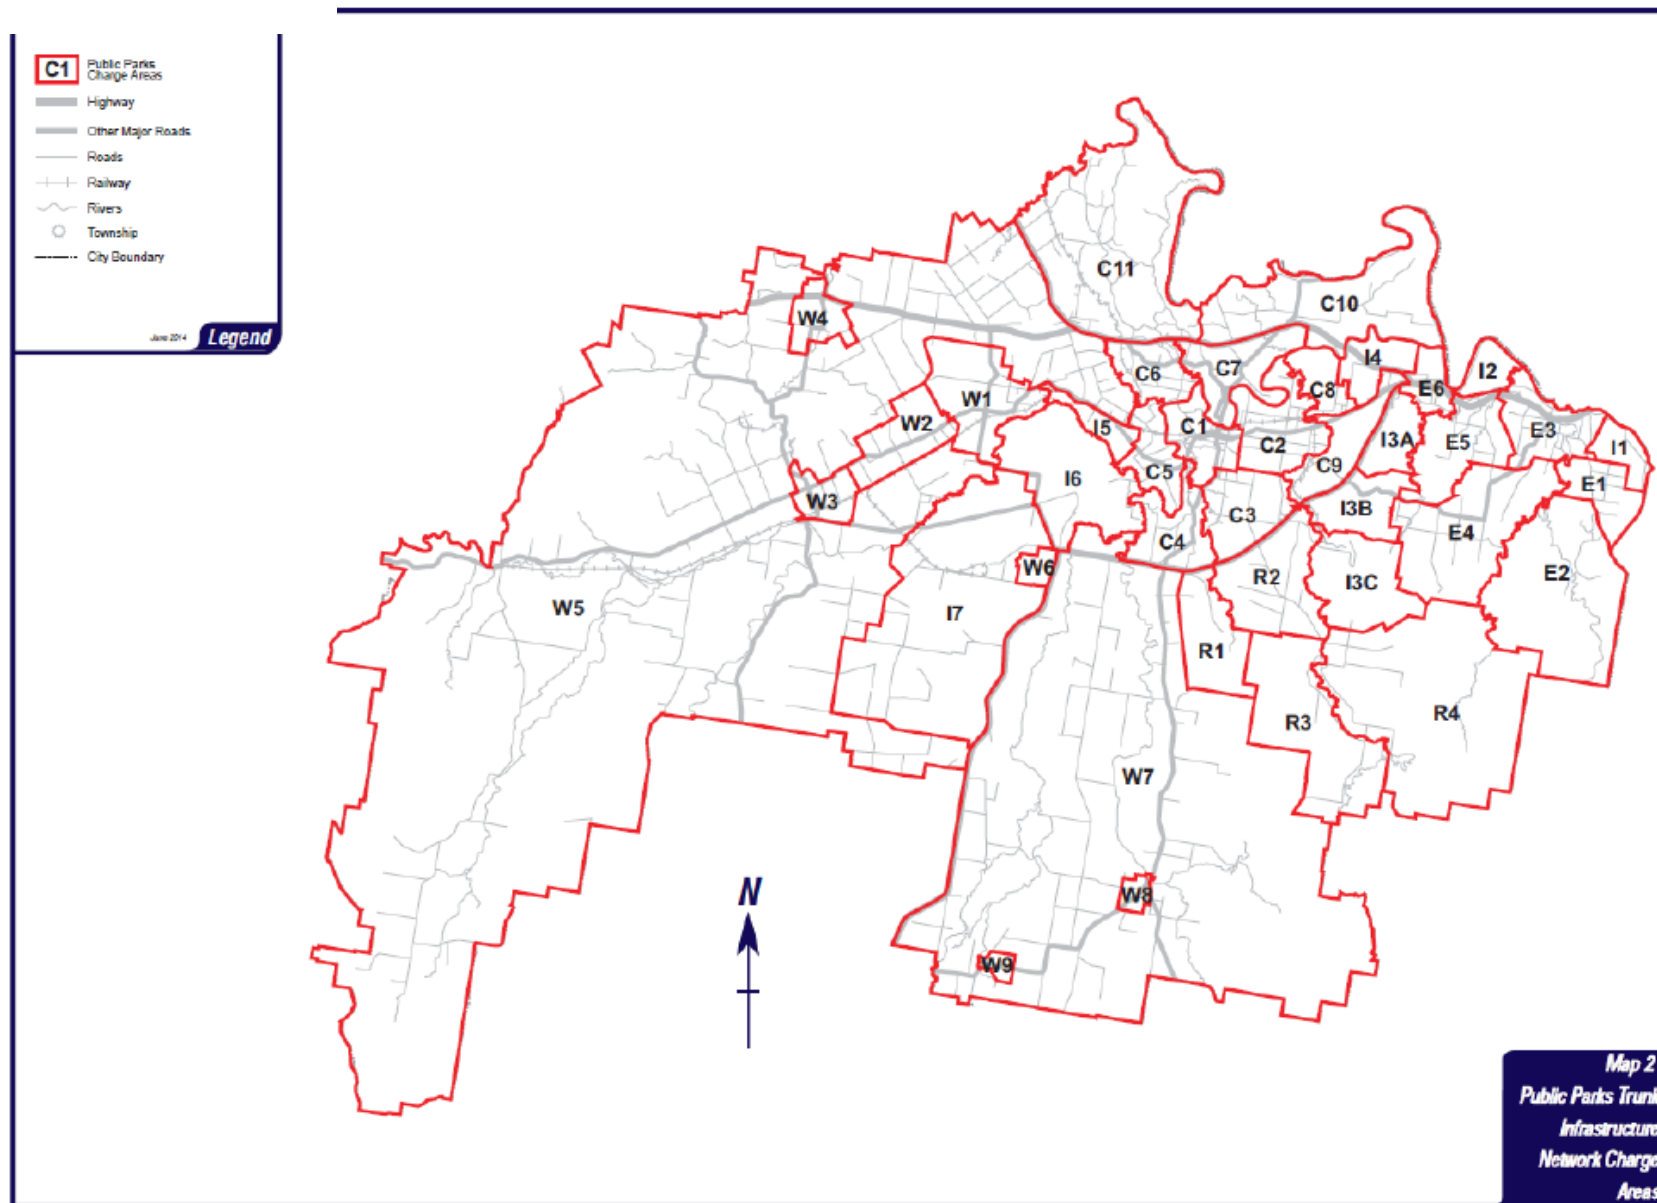 C1
Public Parks
Charge Areas
Highway
Other Major Roads
Roads
Railway
Rivers
Township
City Boundary
June 2014
Legend
C11
C10
W4
I4
I2
C7
C6
C8
E6
W1
W2
I5
C1
C2
I3A
E5
E3
I1
C9
C5
I6
E1
W3
C3
I3B
E4
C4
W6
R2
I3C
E2
W5
I7
R1
R3
R4
W7
W8
W9
N
Map 2
Public Parks Trunk
Infrastructure
Network Charge
Areas